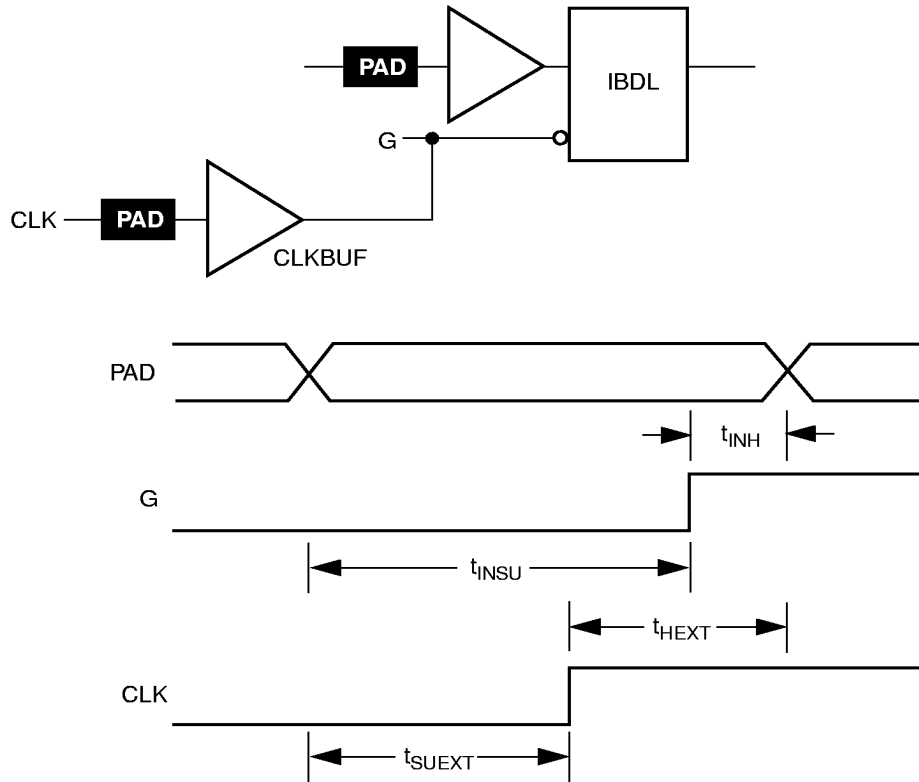 PAD
IBDL
G
CLK PAD
CLKBUF
PAD
tINH
G
tINSU
tHEXT
CLK
tSUEXT